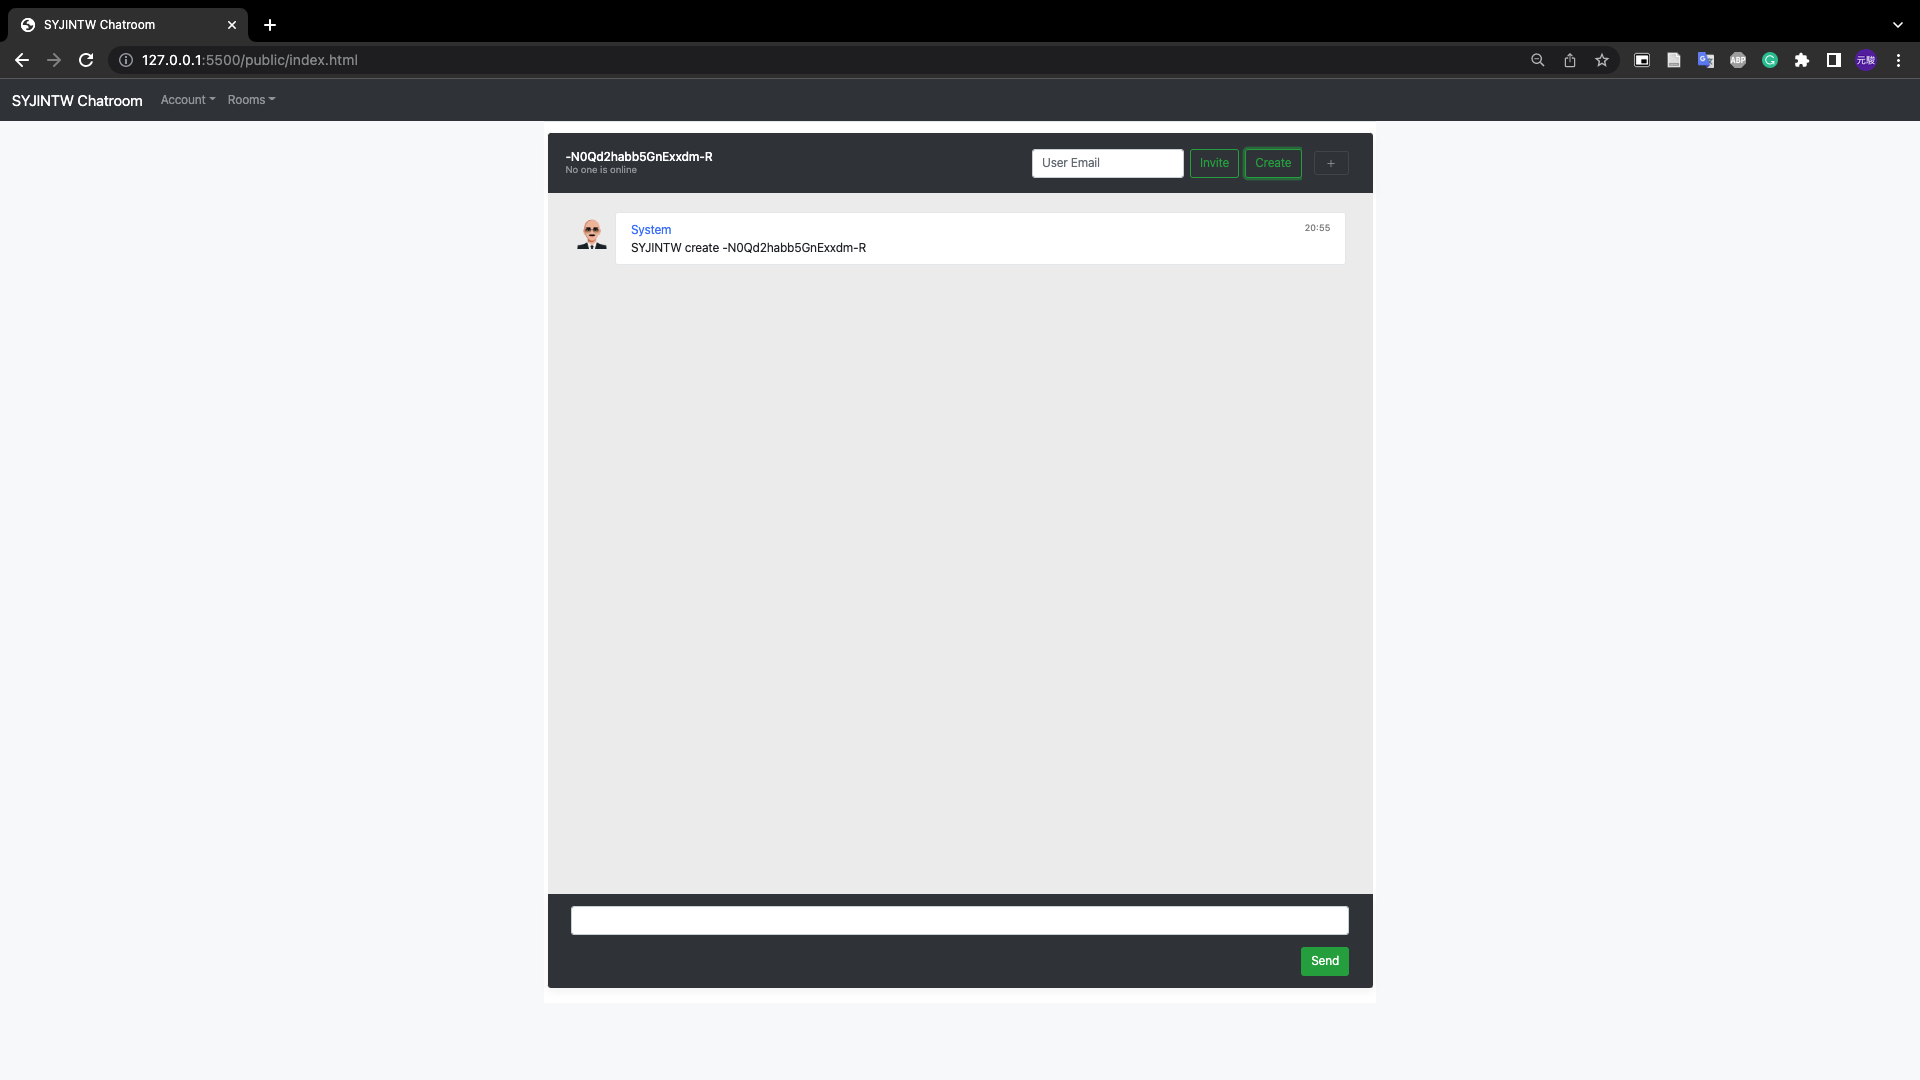 SYJINTW Chatroom
127.0.0.1:5500/public/index.html
ABP
元駿
SYJINTW Chatroom Account Rooms
-N0Qd2habb5GnExxdm-R
No one is online
User Email Invite Create +
System 20:55
SYJINTW create -N0Qd2habb5GnExxdm-R
Send